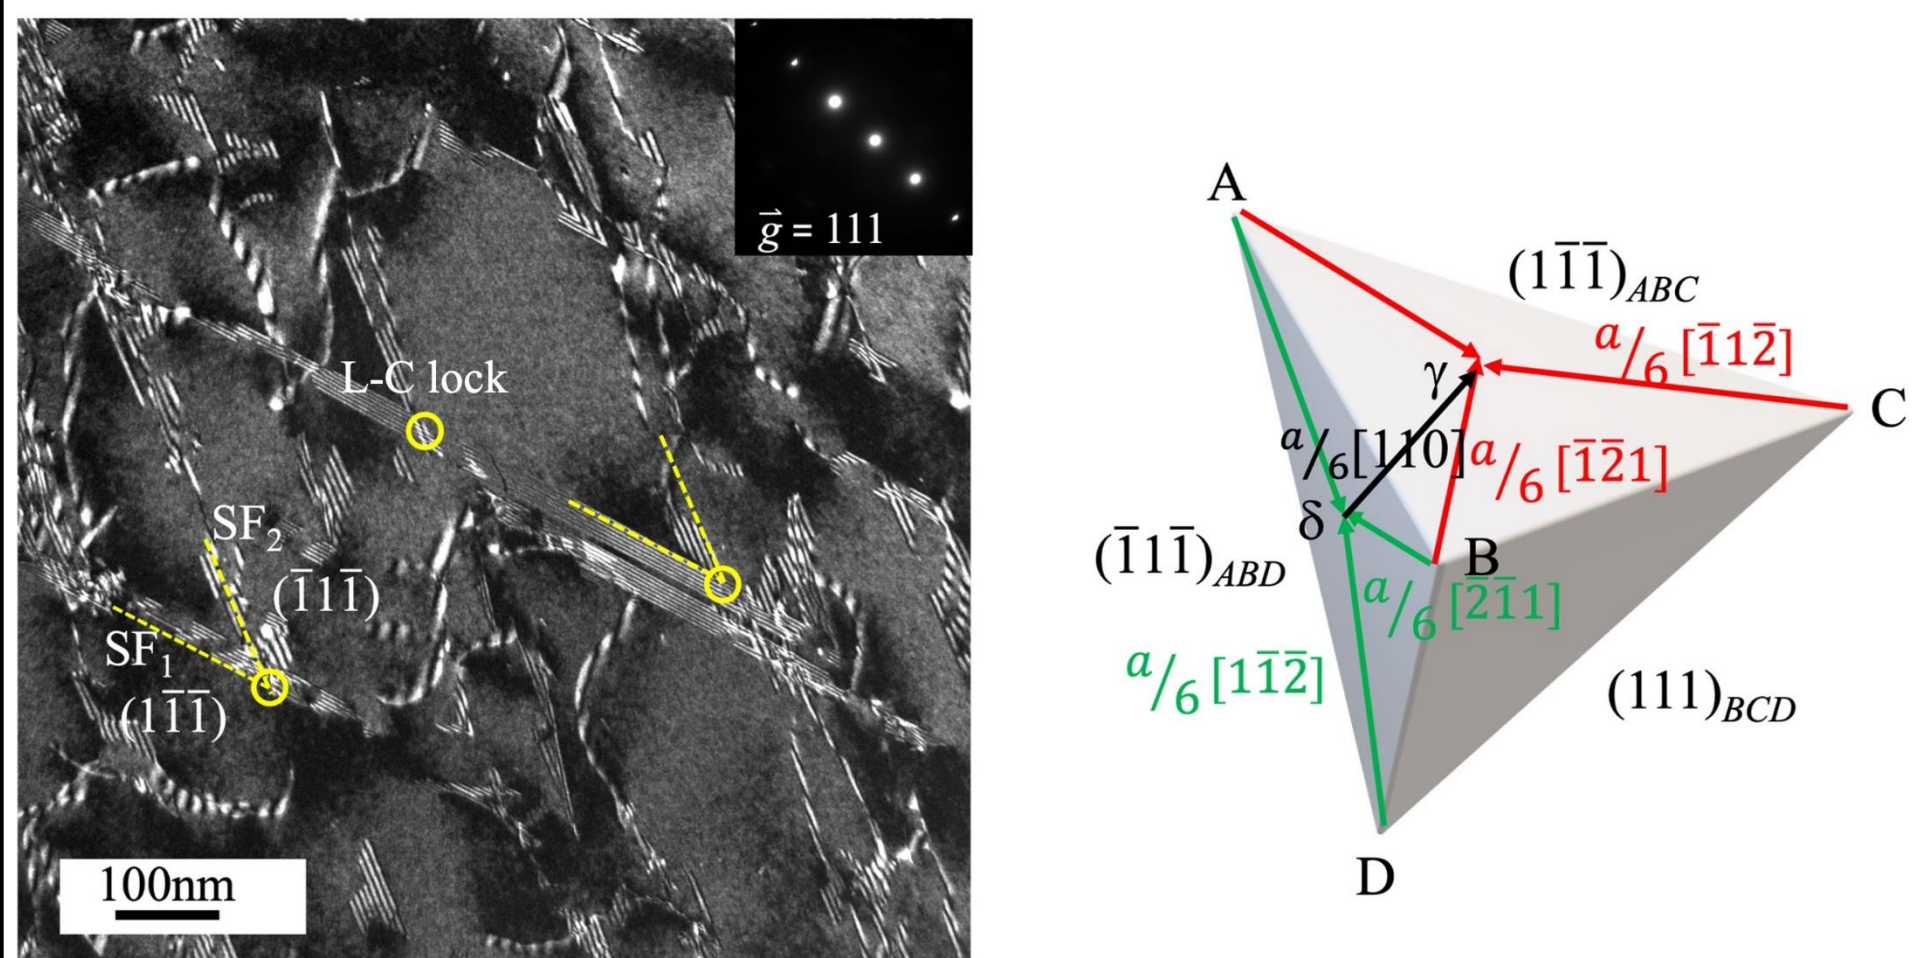 g⃗ = 111
L-C lock
SF₂
(1̅11̅)
SF₁
(11̅1̅)
100nm
A
(11̅1̅)ABC
a/6 [1̅12̅]
γ
C
a/6[110]
a/6 [1̅2̅1]
δ
B
(1̅11̅)ABD
a/6 [2̅1̅1]
a/6 [11̅2̅]
(111)BCD
D